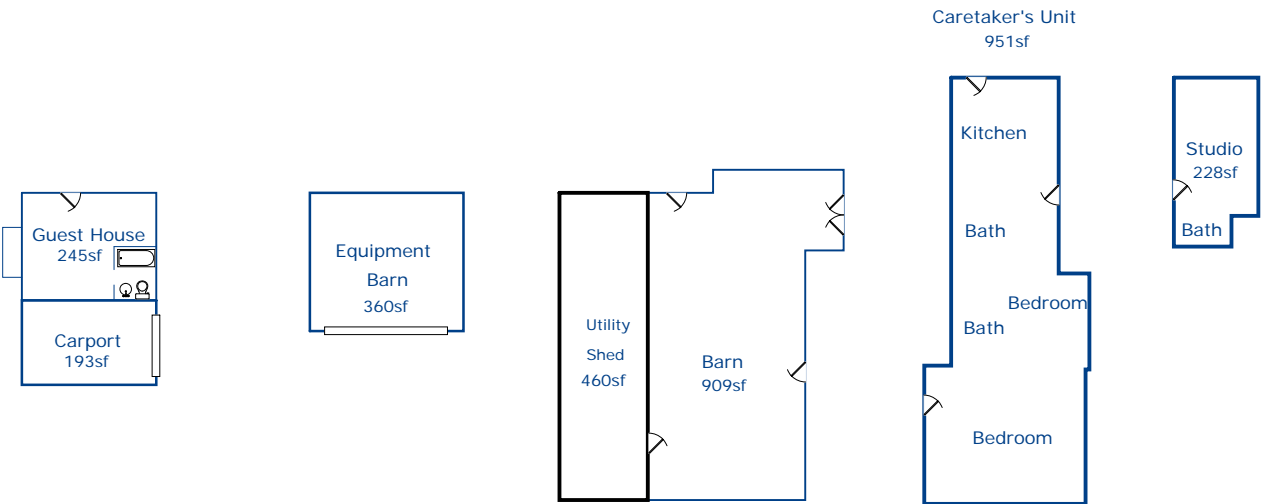 Guest House
245sf
Carport
193sf
Equipment
Barn
360sf
Utility
Shed
460sf
Barn
909sf
Caretaker's Unit
951sf
Kitchen
Bath
Bedroom
Bath
Bedroom
Studio
228sf
Bath